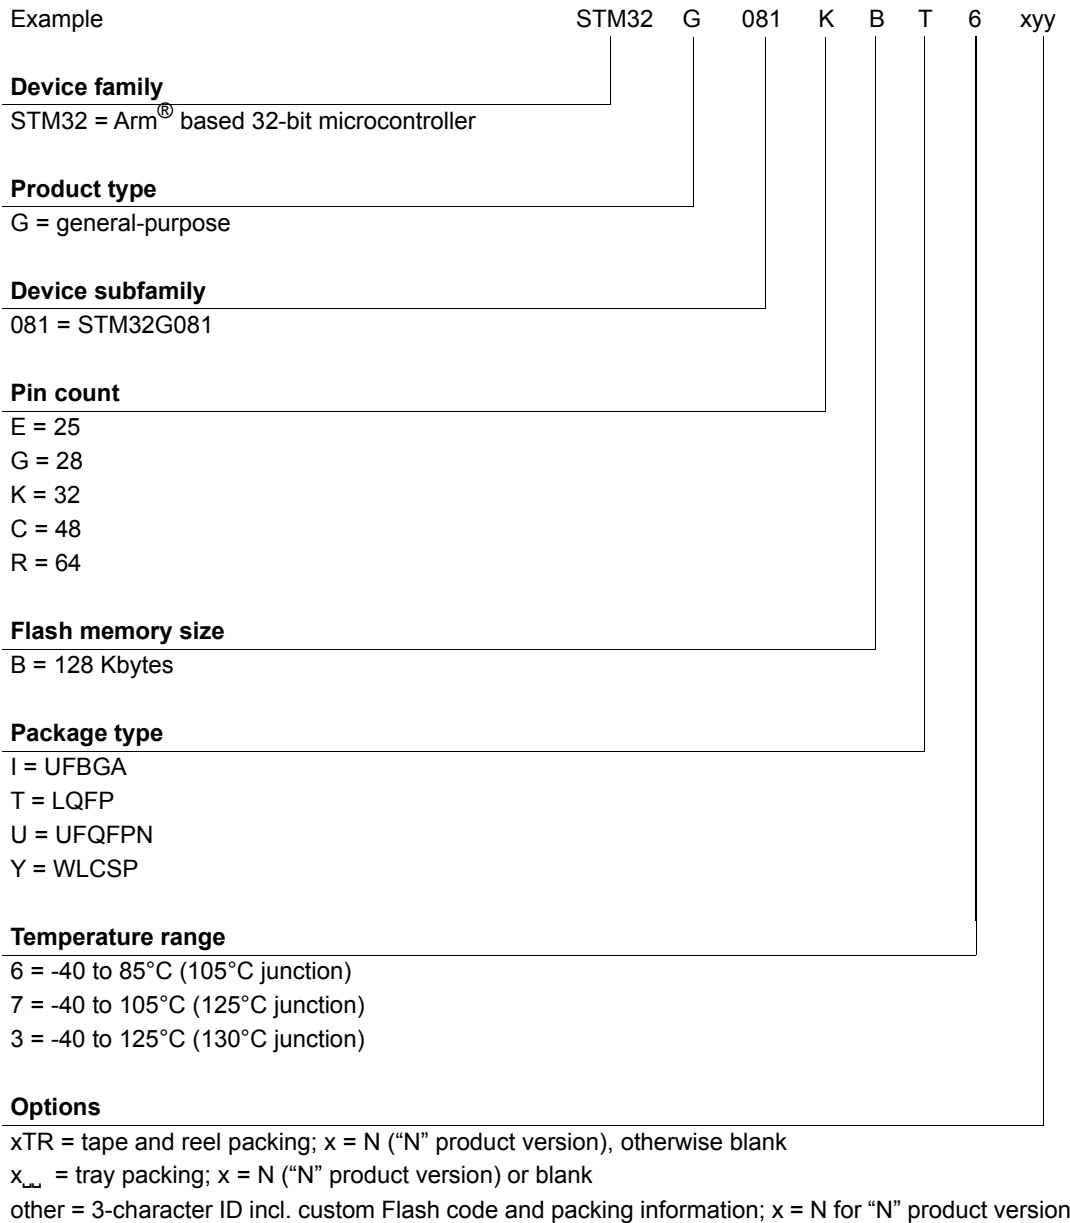 Example STM32 G 081 K B T 6 xyy
Device family
STM32 = Arm® based 32-bit microcontroller
Product type
G = general-purpose
Device subfamily
081 = STM32G081
Pin count
E = 25
G = 28
K = 32
C = 48
R = 64
Flash memory size
B = 128 Kbytes
Package type
I = UFBGA
T = LQFP
U = UFQFPN
Y = WLCSP
Temperature range
6 = -40 to 85°C (105°C junction)
7 = -40 to 105°C (125°C junction)
3 = -40 to 125°C (130°C junction)
Options
xTR = tape and reel packing; x = N (“N” product version), otherwise blank
x␣␣ = tray packing; x = N (“N” product version) or blank
other = 3-character ID incl. custom Flash code and packing information; x = N for “N” product version